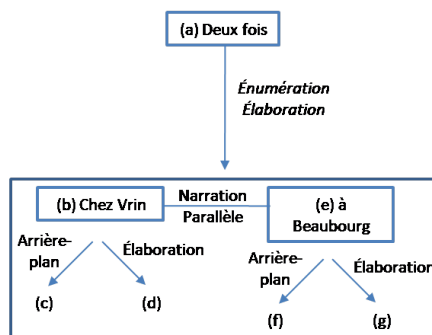 (a) Deux fois
Énumération
Élaboration
(b) Chez Vrin
Narration
Parallèle
(e) à
Beaubourg
Arrière-
plan
Élaboration
(c)
(d)
Arrière-
plan
Élaboration
(f)
(g)